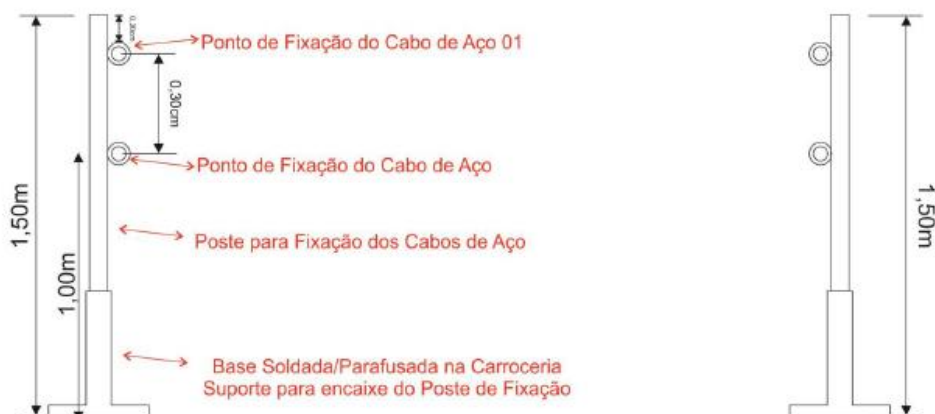 0,20cm
Ponto de Fixação do Cabo de Aço 01
0,30cm
Ponto de Fixação do Cabo de Aço
1,50m
Poste para Fixação dos Cabos de Aço
1,00m
Base Soldada/Parafusada na Carroceria
Suporte para encaixe do Poste de Fixação
1,50m